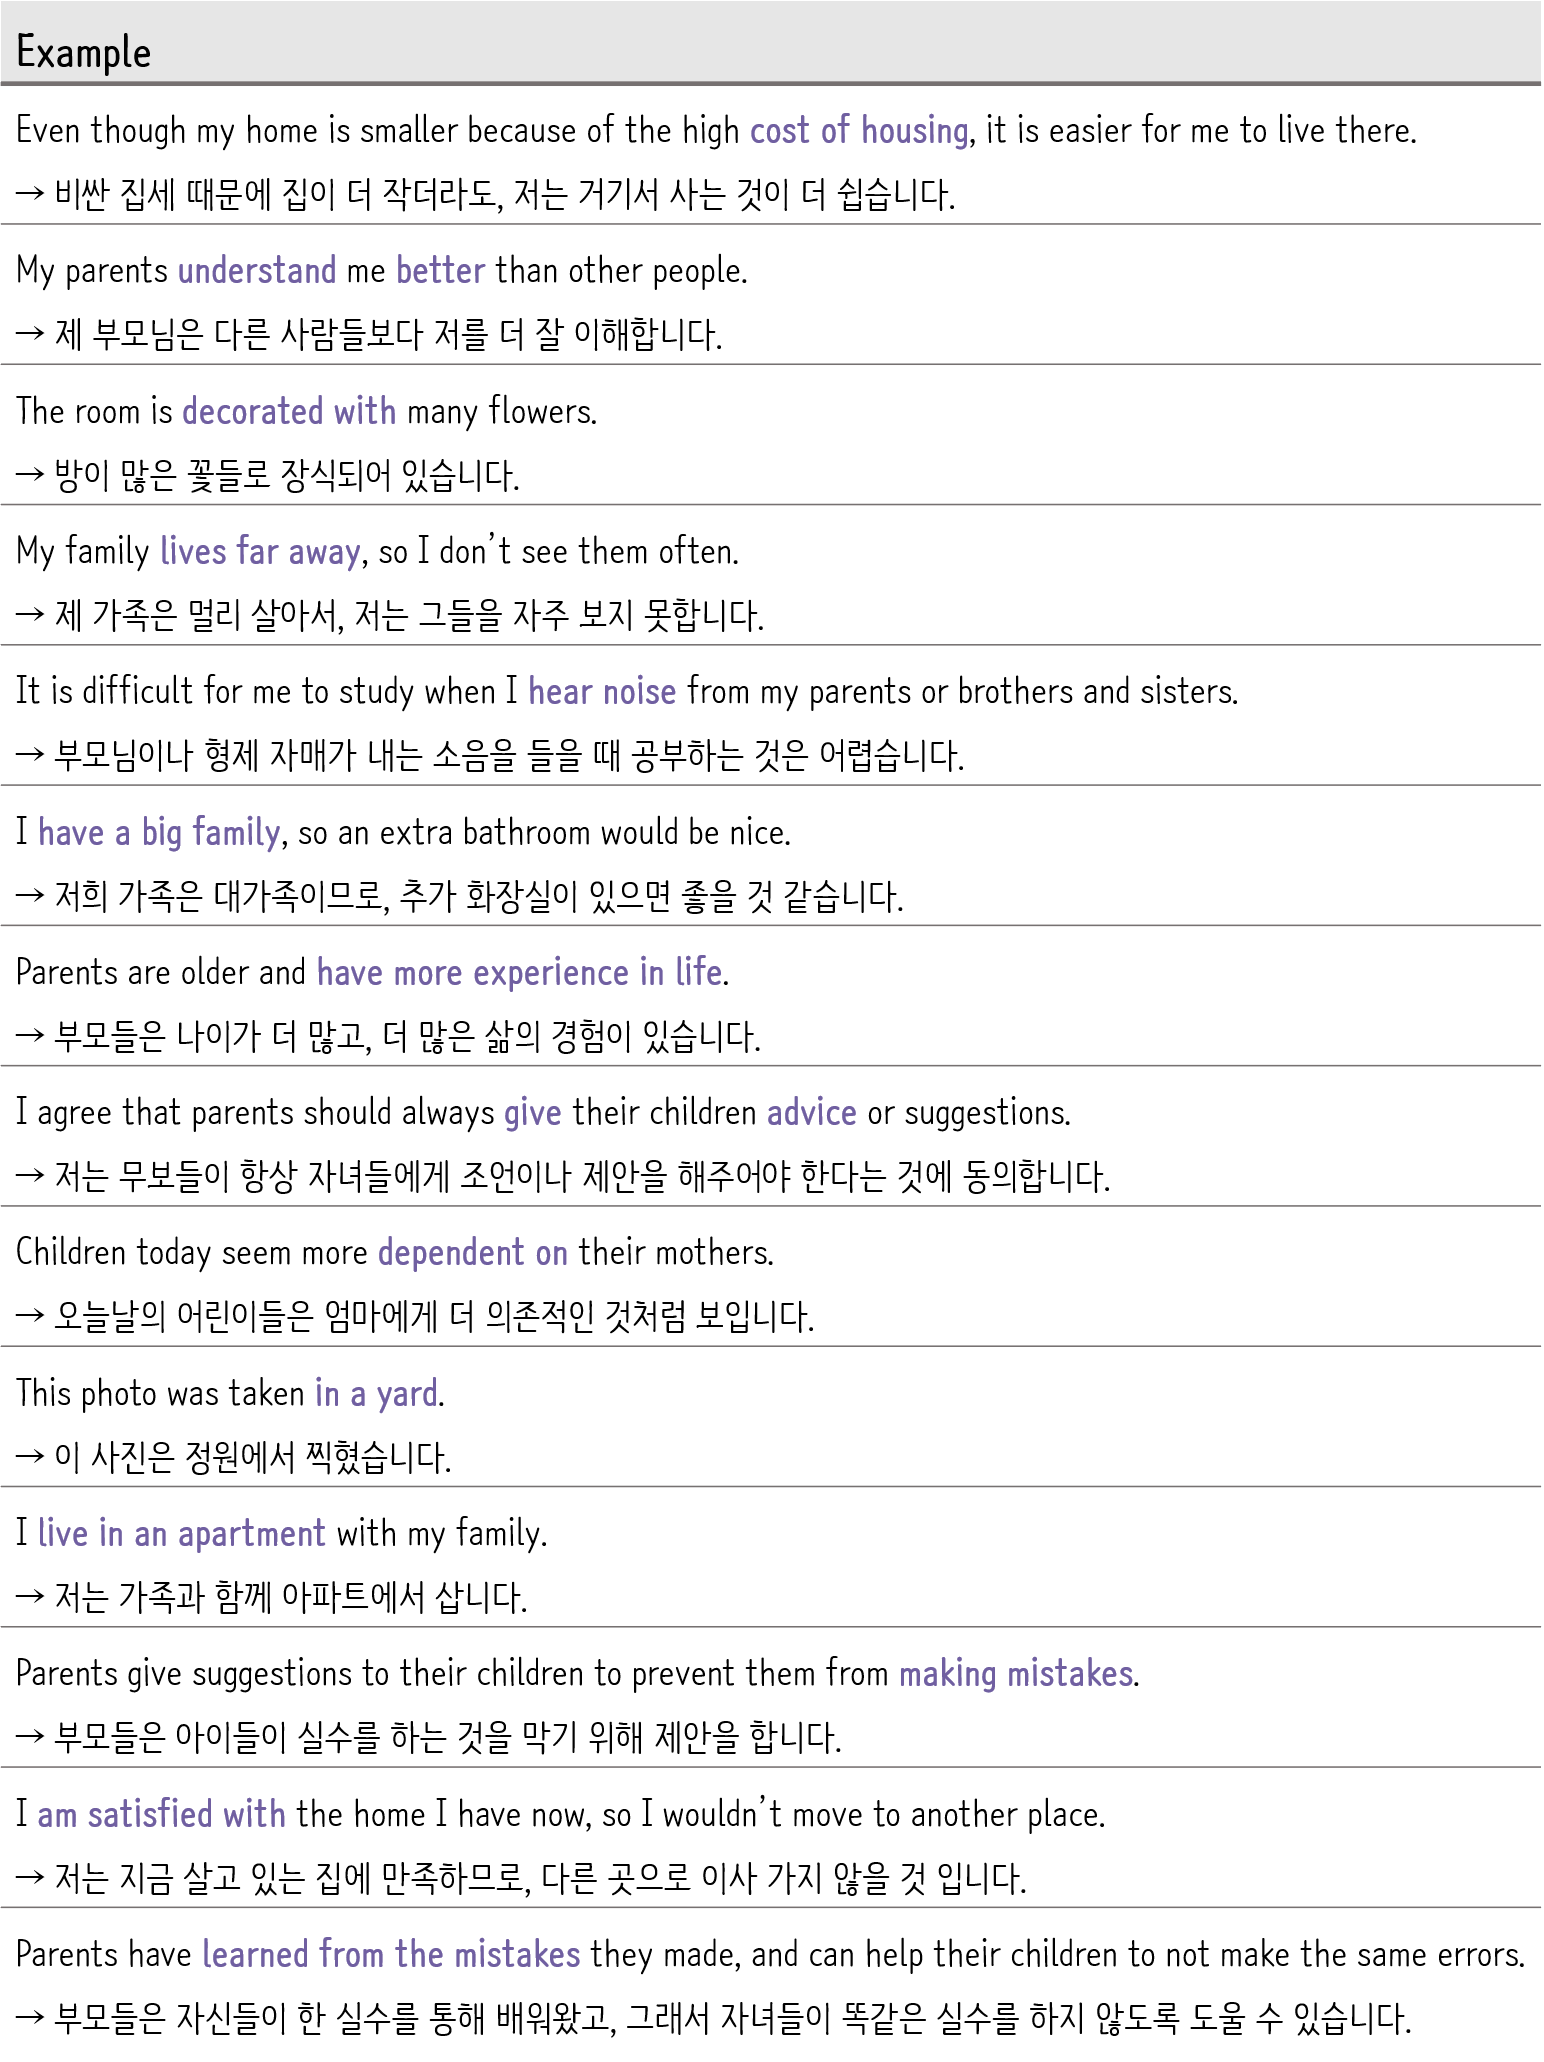 Example
Even though my home is smaller because of the high cost of housing, it is easier for me to live there.
→ 비싼 집세 때문에 집이 더 작더라도, 저는 거기서 사는 것이 더 쉽습니다.
My parents understand me better than other people.
→ 제 부모님은 다른 사람들보다 저를 더 잘 이해합니다.
The room is decorated with many flowers.
→ 방이 많은 꽃들로 장식되어 있습니다.
My family lives far away, so I don't see them often.
→ 제 가족은 멀리 살아서, 저는 그들을 자주 보지 못합니다.
It is difficult for me to study when I hear noise from my parents or brothers and sisters.
→ 부모님이나 형제 자매가 내는 소음을 들을 때 공부하는 것은 어렵습니다.
I have a big family, so an extra bathroom would be nice.
→ 저희 가족은 대가족이므로, 추가 화장실이 있으면 좋을 것 같습니다.
Parents are older and have more experience in life.
→ 부모들은 나이가 더 많고, 더 많은 삶의 경험이 있습니다.
I agree that parents should always give their children advice or suggestions.
→ 저는 무보들이 항상 자녀들에게 조언이나 제안을 해주어야 한다는 것에 동의합니다.
Children today seem more dependent on their mothers.
→ 오늘날의 어린이들은 엄마에게 더 의존적인 것처럼 보입니다.
This photo was taken in a yard.
→ 이 사진은 정원에서 찍혔습니다.
I live in an apartment with my family.
→ 저는 가족과 함께 아파트에서 삽니다.
Parents give suggestions to their children to prevent them from making mistakes.
→ 부모들은 아이들이 실수를 하는 것을 막기 위해 제안을 합니다.
I am satisfied with the home I have now, so I wouldn't move to another place.
→ 저는 지금 살고 있는 집에 만족하므로, 다른 곳으로 이사 가지 않을 것 입니다.
Parents have learned from the mistakes they made, and can help their children to not make the same errors.
→ 부모들은 자신들이 한 실수를 통해 배워왔고, 그래서 자녀들이 똑같은 실수를 하지 않도록 도울 수 있습니다.